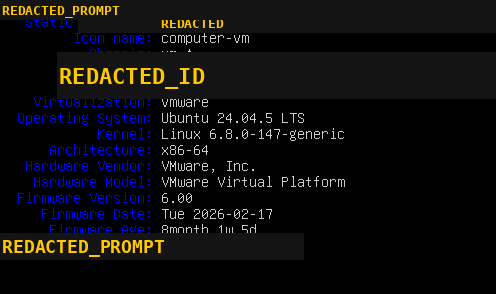 REDACTED_PROMPT
Static REDACTED
Icon name: computer-vm
REDACTED_ID
Virtualization: vmware
Operating System: Ubuntu 24.04.5 LTS
Kernel: Linux 6.8.0-147-generic
Architecture: x86-64
Hardware Vendor: VMware, Inc.
Hardware Model: VMware Virtual Platform
Firmware Version: 6.00
Firmware Date: Tue 2026-02-17
Firmware Age: 8month 1w 5d
REDACTED_PROMPT